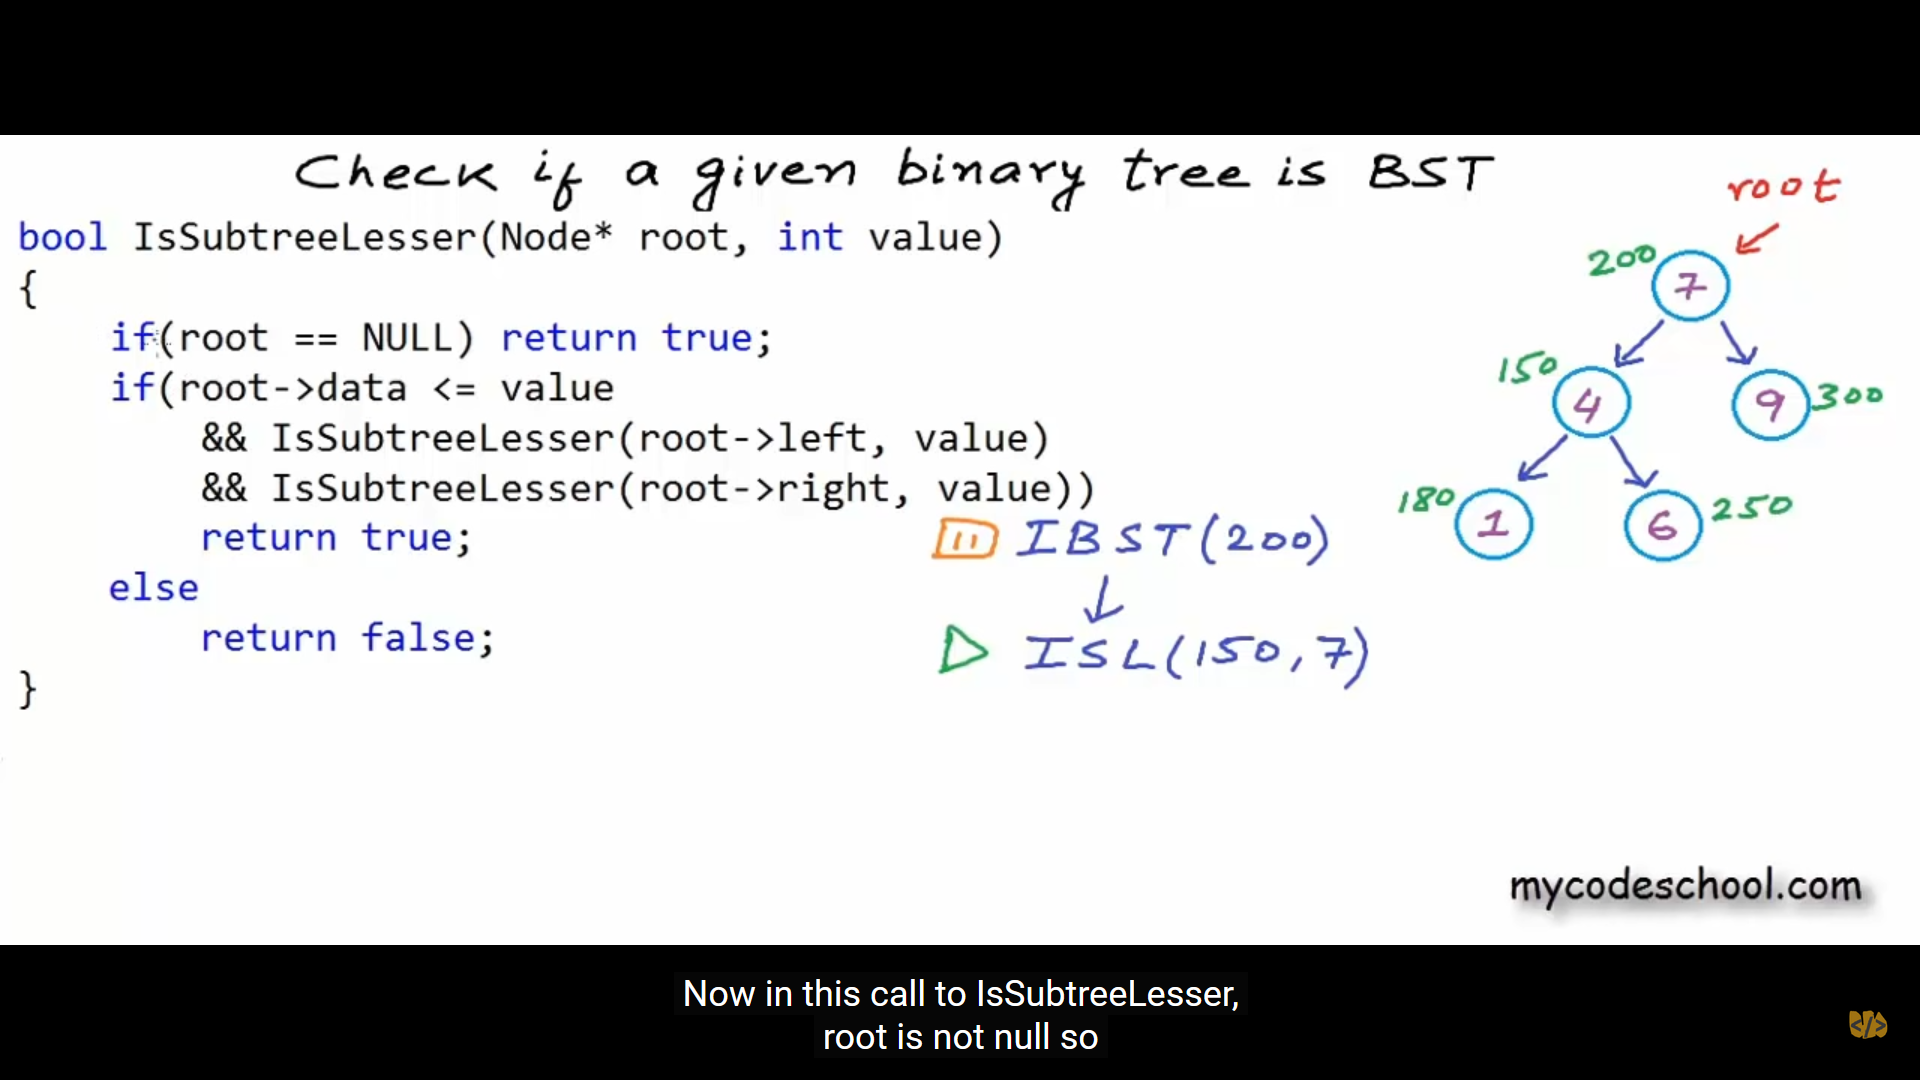 Check if a given binary tree is BST
root
bool IsSubtreeLesser(Node* root, int value)
{
200
7
if(root == NULL) return true;
150
if(root->data <= value
4
9
300
&& IsSubtreeLesser(root->left, value)
&& IsSubtreeLesser(root->right, value))
180
1
6
250
return true;
IBST(200)
else
return false;
ISL(150,7)
}
mycodeschool.com
Now in this call to IsSubtreeLesser,
root is not null so